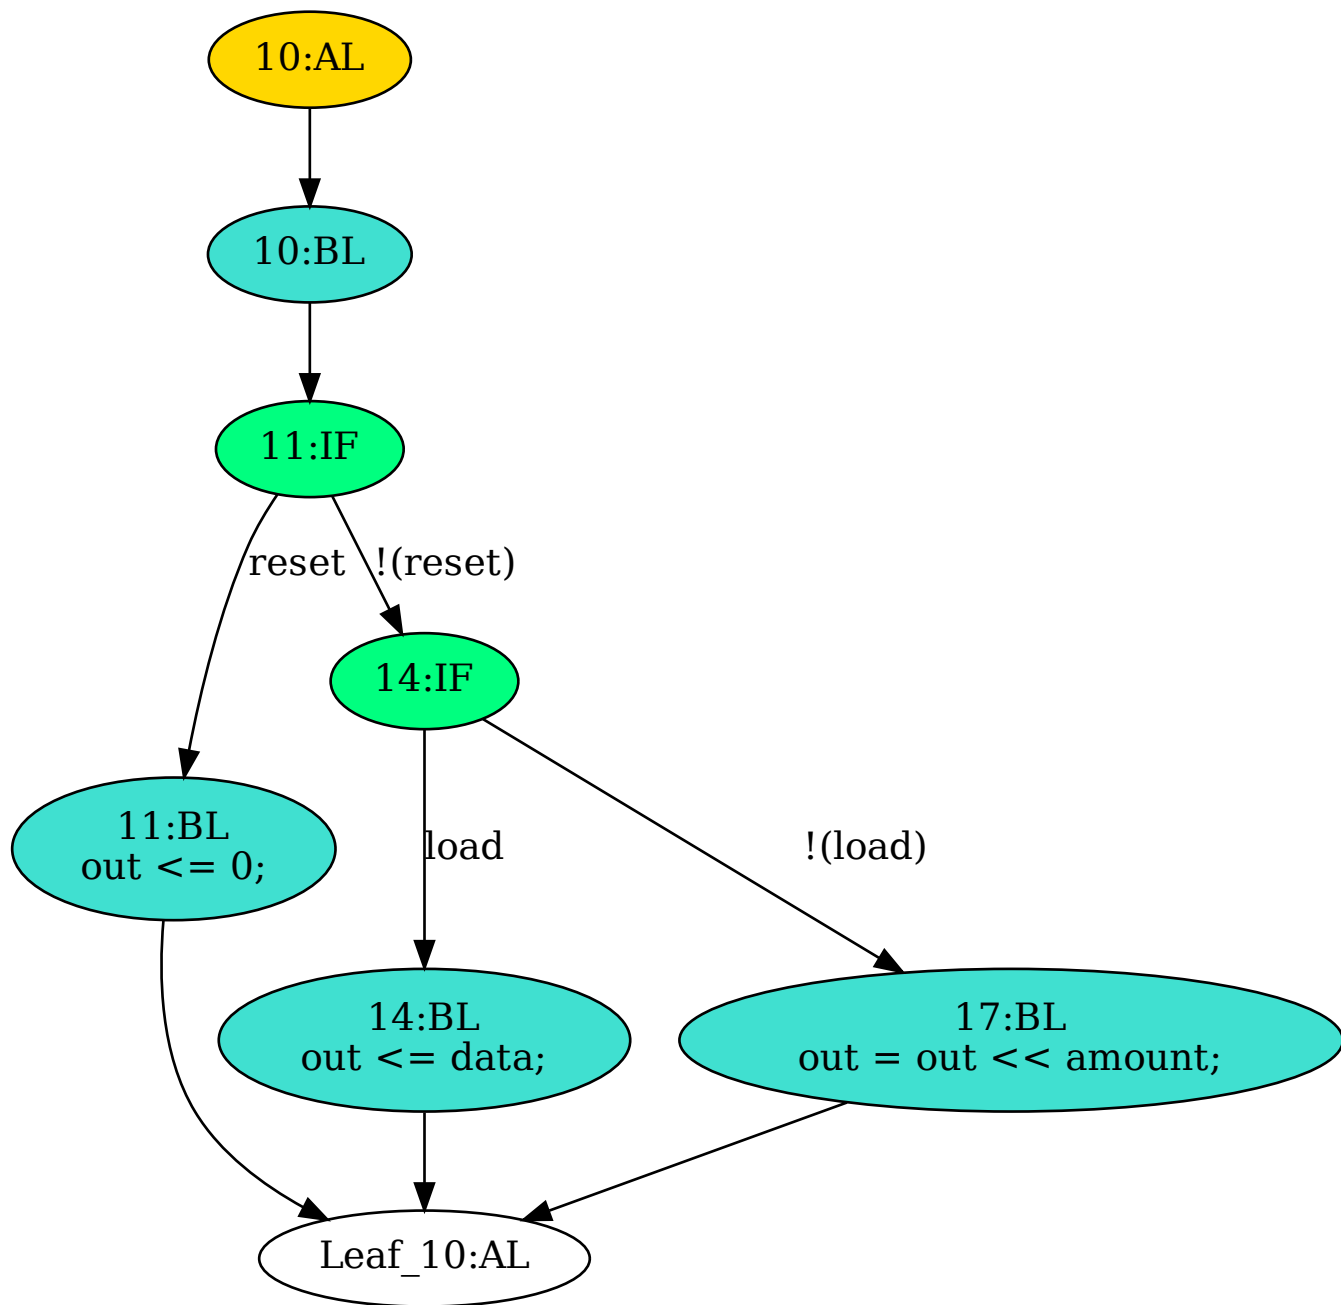 10:AL
10:BL
11:IF
reset
!(reset)
14:IF
11:BL
out <= 0;
load
!(load)
14:BL
out <= data;
17:BL
out = out << amount;
Leaf_10:AL